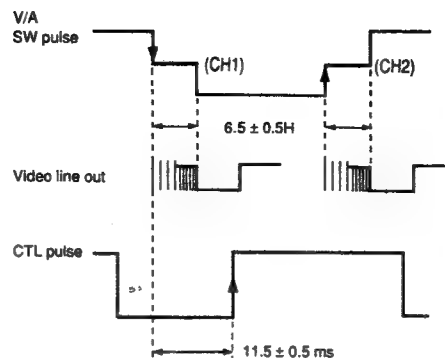 V/A
SW pulse
(CH1)
(CH2)
6.5 ± 0.5H
Video line out
CTL pulse
11.5 ± 0.5 ms